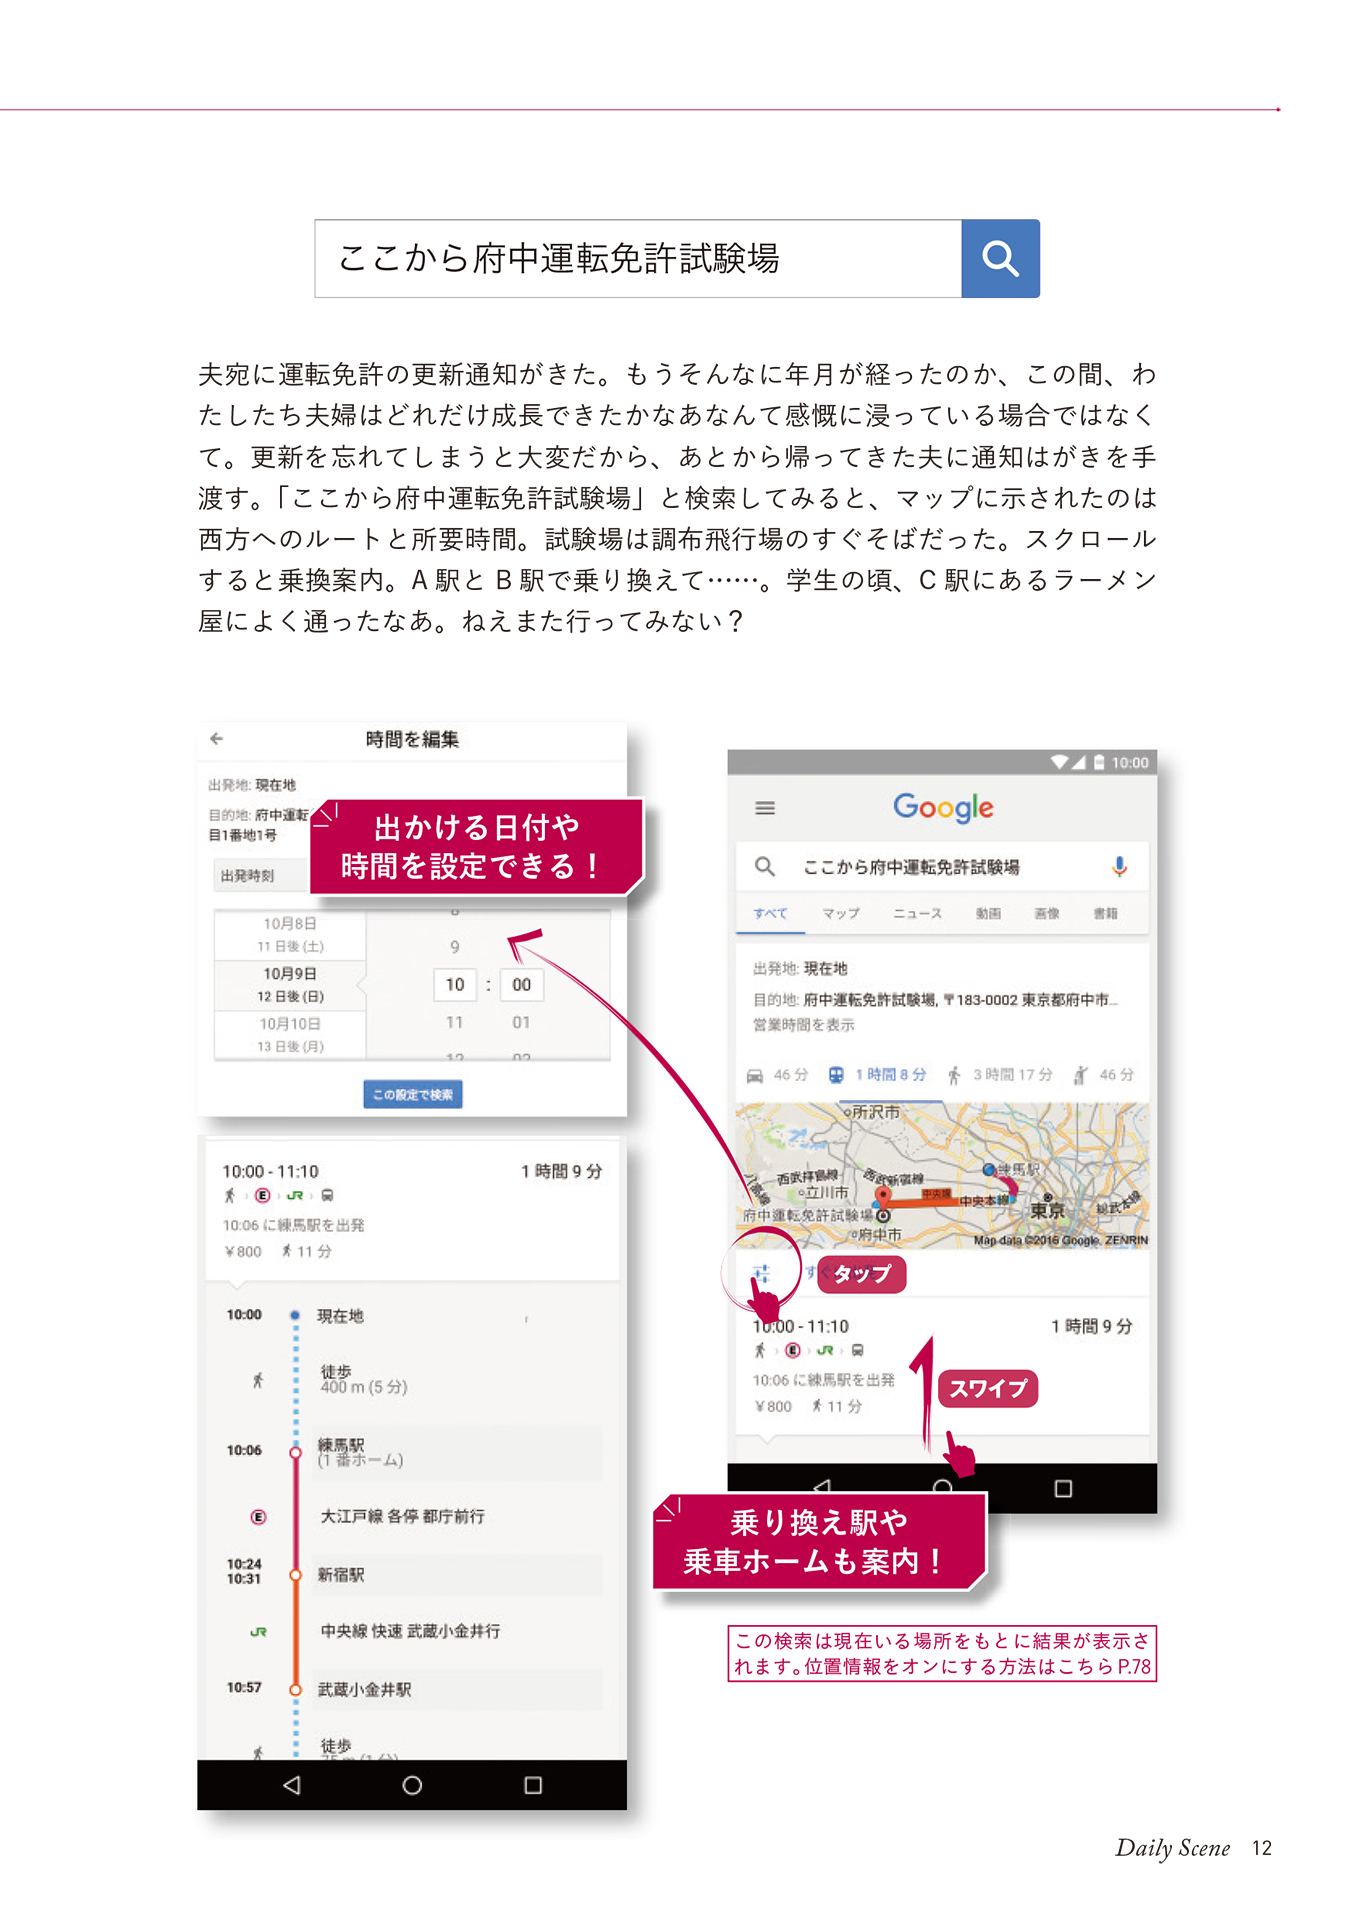 ここから府中運転免許試験場
夫宛に運転免許の更新通知がきた。もうそんなに年月が経ったのか、この間、わ
たしたち夫婦はどれだけ成長できたかなあなんて感慨に浸っている場合ではなく
て。更新を忘れてしまうと大変だから、あとから帰ってきた夫に通知はがきを手
渡す。「ここから府中運転免許試験場」と検索してみると、マップに示されたのは
西方へのルートと所要時間。試験場は調布飛行場のすぐそばだった。スクロール
すると乗換案内。A 駅と B 駅で乗り換えて……。学生の頃、C 駅にあるラーメン
屋によく通ったなあ。ねえまた行ってみない？
時間を編集
出発地: 現在地
目的地: 府中運転
目1番地1号
出かける日付や
時間を設定できる！
出発時刻
10月8日
11 日後 (土)
10月9日
12 日後 (日)
10月10日
13 日後 (月)
9
10 : 00
11 01
12 02
この設定で検索
10:00 - 11:10 1 時間 9 分
E JR
10:06 に練馬駅を出発
¥800 11 分
10:00 現在地
徒歩
400 m (5 分)
10:06 練馬駅
(1 番ホーム)
E 大江戸線 各停 都庁前行
10:24
10:31 新宿駅
JR 中央線 快速 武蔵小金井行
10:57 武蔵小金井駅
徒歩
75 m (1 分)
10:00
Google
ここから府中運転免許試験場
すべて マップ ニュース 動画 画像 書籍
出発地: 現在地
目的地: 府中運転免許試験場, 〒183-0002 東京都府中市...
営業時間を表示
46 分 1 時間 8 分 3 時間 17 分 46 分
所沢市
練馬駅
西武拝島線
西武新宿線
八高線
立川市
中央線
中央本線
総武本線
東京
府中運転免許試験場
府中市
Map data ©2016 Google, ZENRIN
タップ
10:00 - 11:10 1 時間 9 分
E JR
10:06 に練馬駅を出発
¥800 11 分
スワイプ
乗り換え駅や
乗車ホームも案内！
この検索は現在いる場所をもとに結果が表示さ
れます。位置情報をオンにする方法はこちら P.78
Daily Scene 12